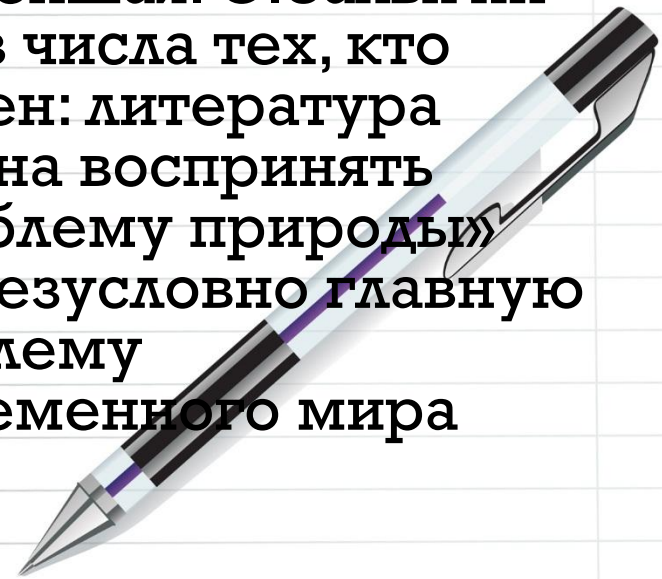 числа тех, кто
ен: литература
на воспринять
блему природы»
езусловно главную
лему
еменного мира